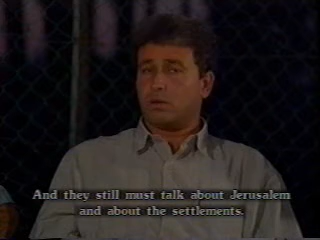 And they still must talk about Jerusalem
and about the settlements.